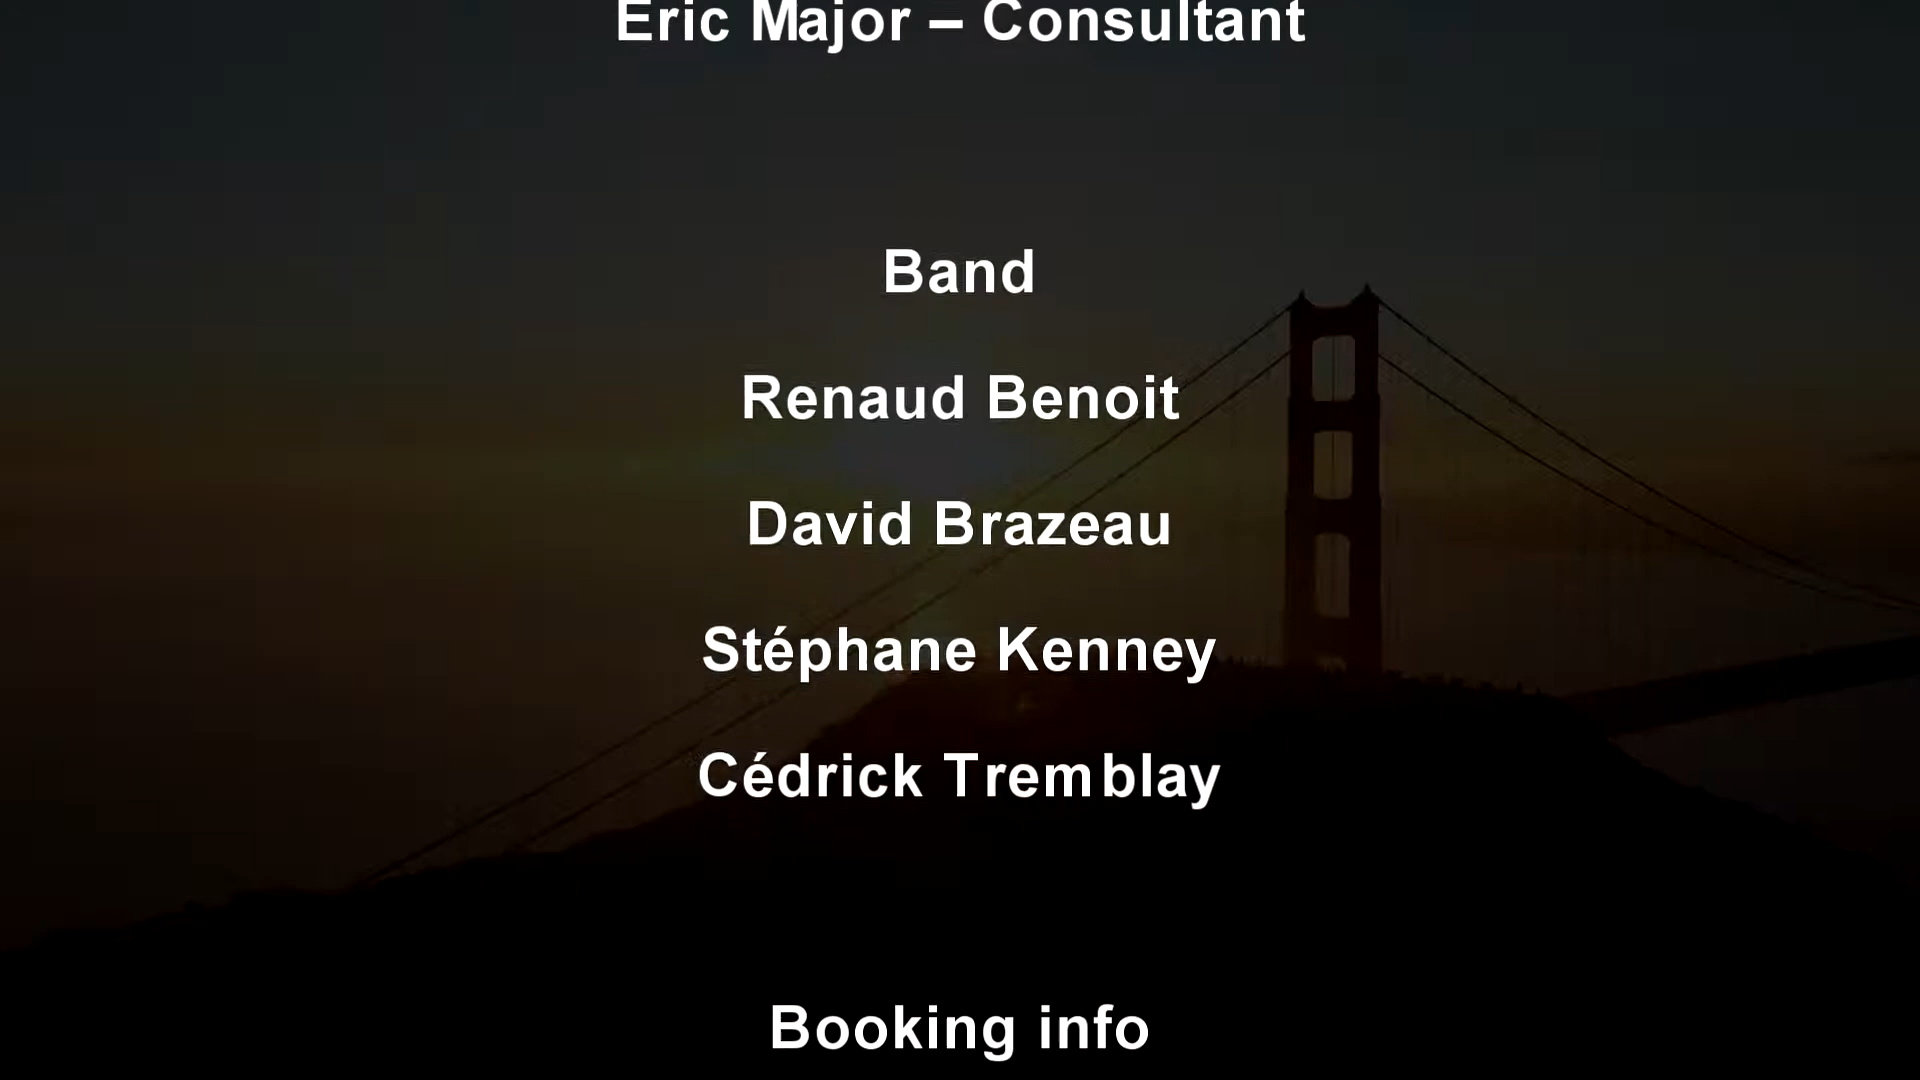 Eric Major – Consultant
Band
Renaud Benoit
David Brazeau
Stéphane Kenney
Cédrick Tremblay
Booking info